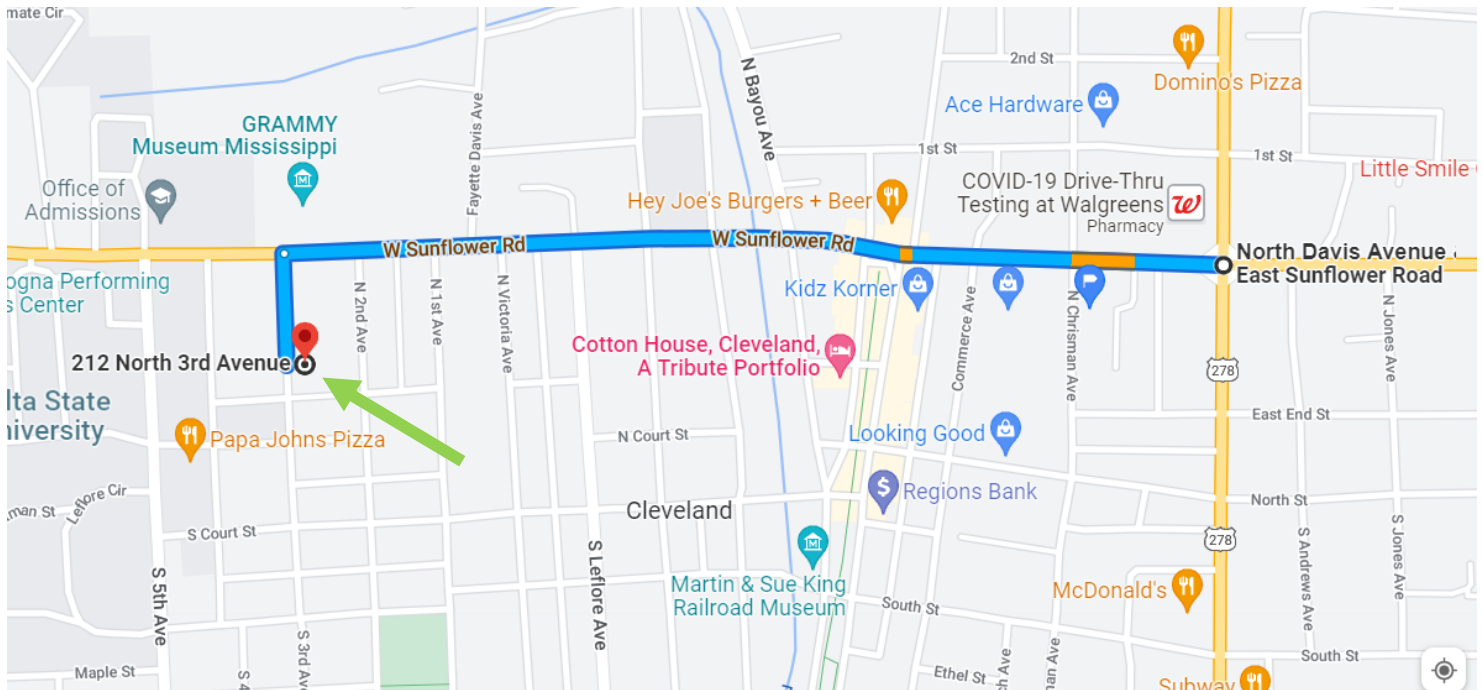 mate Cir
2nd St
Domino's Pizza
N Bayou Ave
Ace Hardware
Fayette Davis Ave
GRAMMY
Museum Mississippi
1st St
1st St
Little Smile
Office of
Admissions
COVID-19 Drive-Thru
Testing at Walgreens
Pharmacy
Hey Joe's Burgers + Beer
W Sunflower Rd
W Sunflower Rd
North Davis Avenue
East Sunflower Road
ogna Performing
s Center
Kidz Korner
N 2nd Ave
N 1st Ave
N Victoria Ave
Commerce Ave
N Chrisman Ave
N Jones Ave
212 North 3rd Avenue
Cotton House, Cleveland,
A Tribute Portfolio
278
lta State
niversity
East End St
Papa Johns Pizza
N Court St
Looking Good
Regions Bank
North St
Leflore Cir
man St
Cleveland
S Court St
278
S 5th Ave
S Leflore Ave
S Andrews Ave
S Jones Ave
Martin & Sue King
Railroad Museum
McDonald's
South St
S 3rd Ave
Maple St
S 4
Ethel St
ch Ave
man Ave
South St
Subway